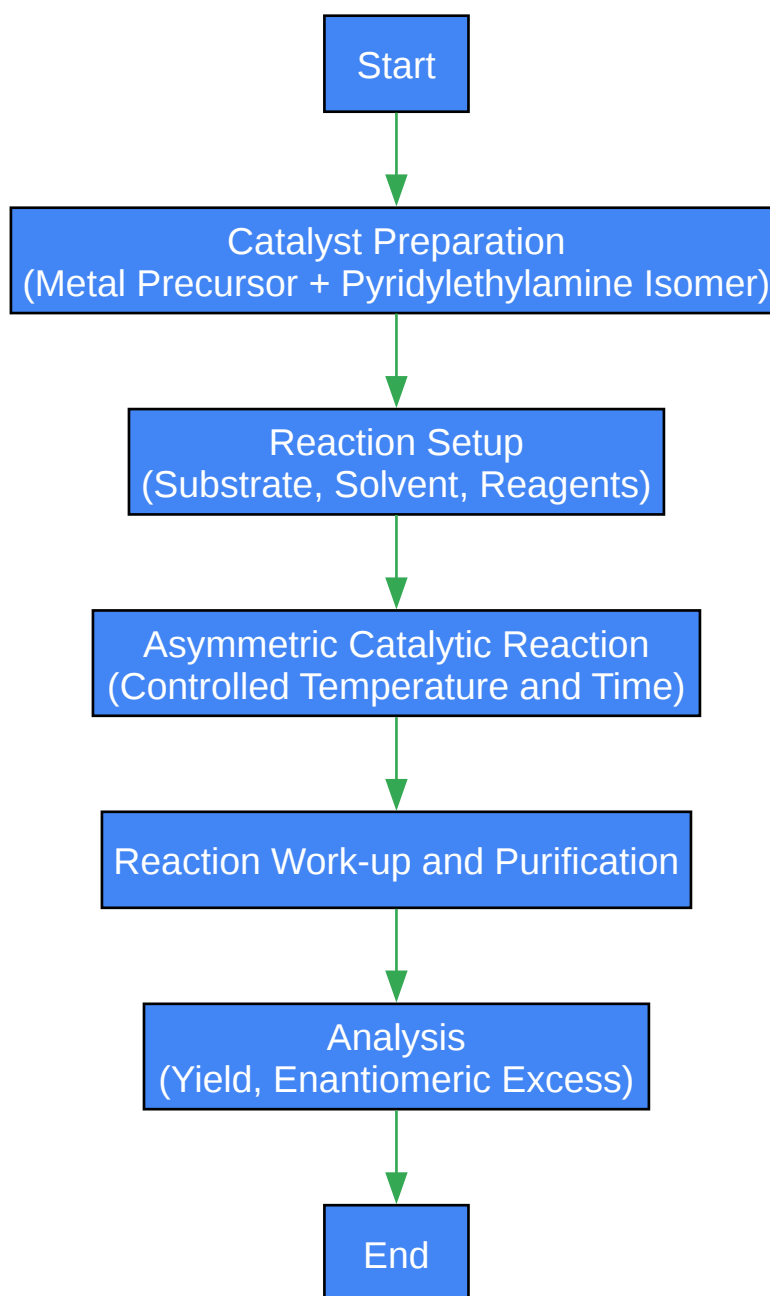 Start
Catalyst Preparation
(Metal Precursor + Pyridylethylamine Isomer)
Reaction Setup
(Substrate, Solvent, Reagents)
Asymmetric Catalytic Reaction
(Controlled Temperature and Time)
Reaction Work-up and Purification
Analysis
(Yield, Enantiomeric Excess)
End